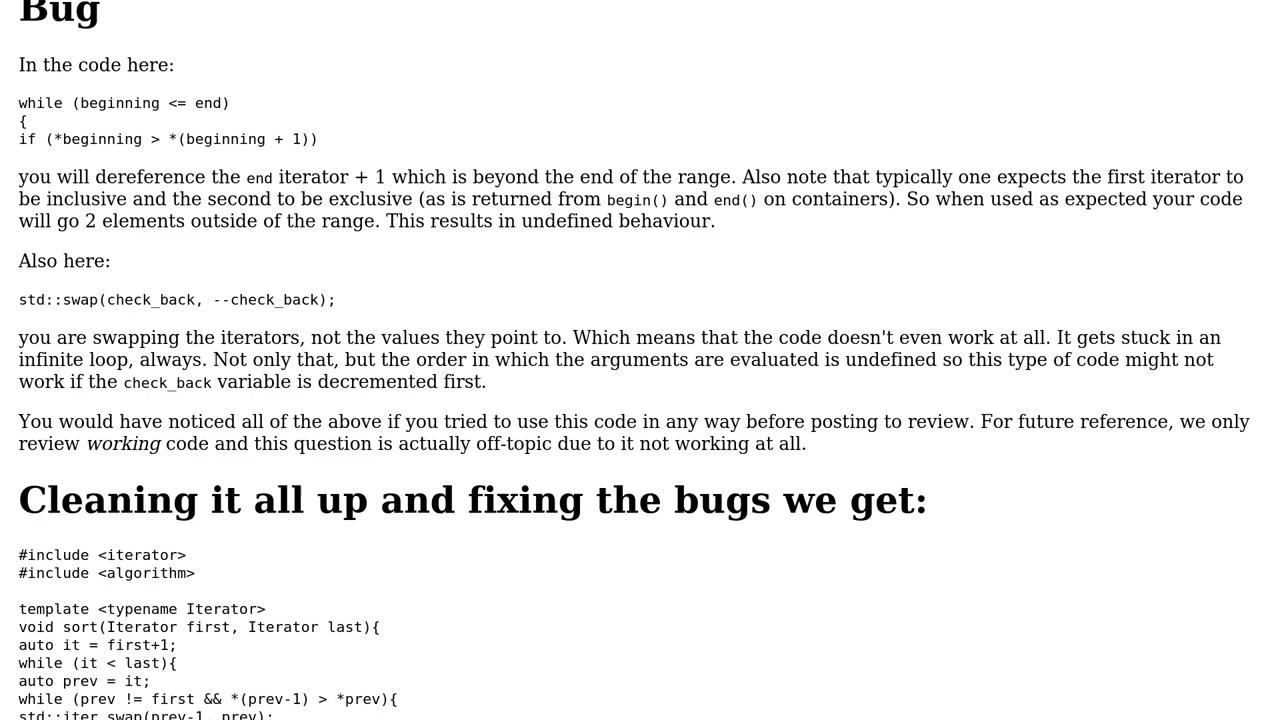 Bug
In the code here:
while (beginning <= end)
{
if (*beginning > *(beginning + 1))
you will dereference the end iterator + 1 which is beyond the end of the range. Also note that typically one expects the first iterator to
be inclusive and the second to be exclusive (as is returned from begin() and end() on containers). So when used as expected your code
will go 2 elements outside of the range. This results in undefined behaviour.
Also here:
std::swap(check_back, --check_back);
you are swapping the iterators, not the values they point to. Which means that the code doesn't even work at all. It gets stuck in an
infinite loop, always. Not only that, but the order in which the arguments are evaluated is undefined so this type of code might not
work if the check_back variable is decremented first.
You would have noticed all of the above if you tried to use this code in any way before posting to review. For future reference, we only
review working code and this question is actually off-topic due to it not working at all.
Cleaning it all up and fixing the bugs we get:
#include <iterator>
#include <algorithm>
template <typename Iterator>
void sort(Iterator first, Iterator last){
auto it = first+1;
while (it < last){
auto prev = it;
while (prev != first && *(prev-1) > *prev){
std::iter_swap(prev-1, prev);